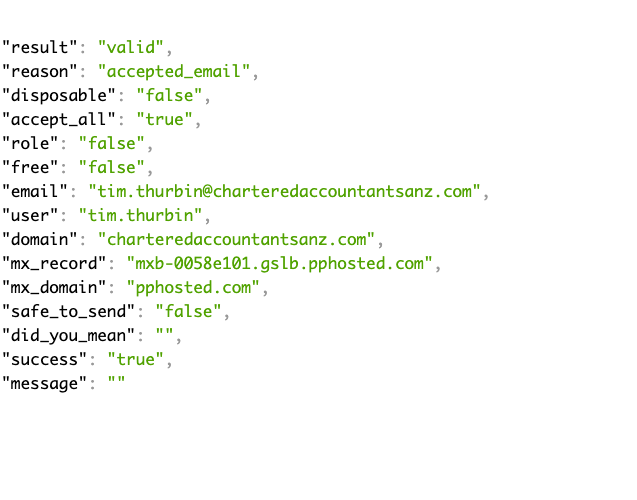 "result": "valid",
"reason": "accepted_email",
"disposable": "false",
"accept_all": "true",
"role": "false",
"free": "false",
"email": "tim.thurbin@charteredaccountantsanz.com",
"user": "tim.thurbin",
"domain": "charteredaccountantsanz.com",
"mx_record": "mxb-0058e101.gslb.pphosted.com",
"mx_domain": "pphosted.com",
"safe_to_send": "false",
"did_you_mean": "",
"success": "true",
"message": ""